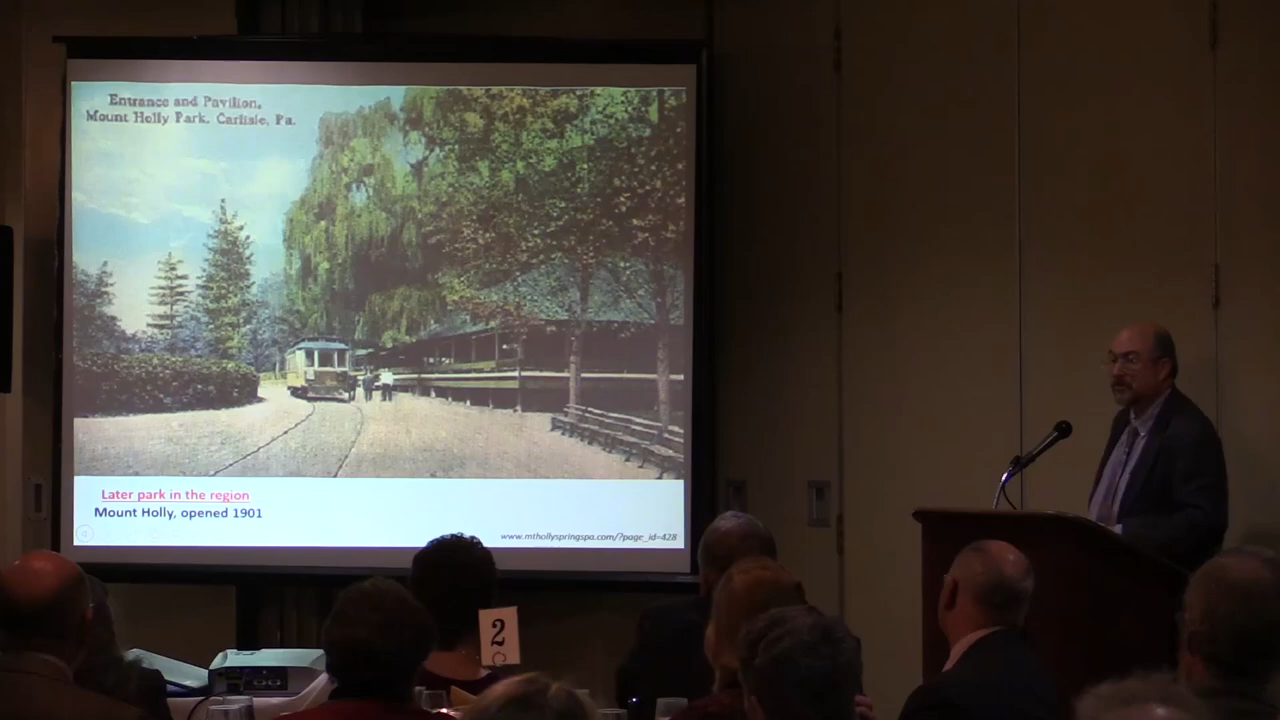 Entrance and Pavilion,
Mount Holly Park, Carlisle, Pa.
Later park in the region
Mount Holly, opened 1901
www.mthollyspringspa.com/?page_id=428
2